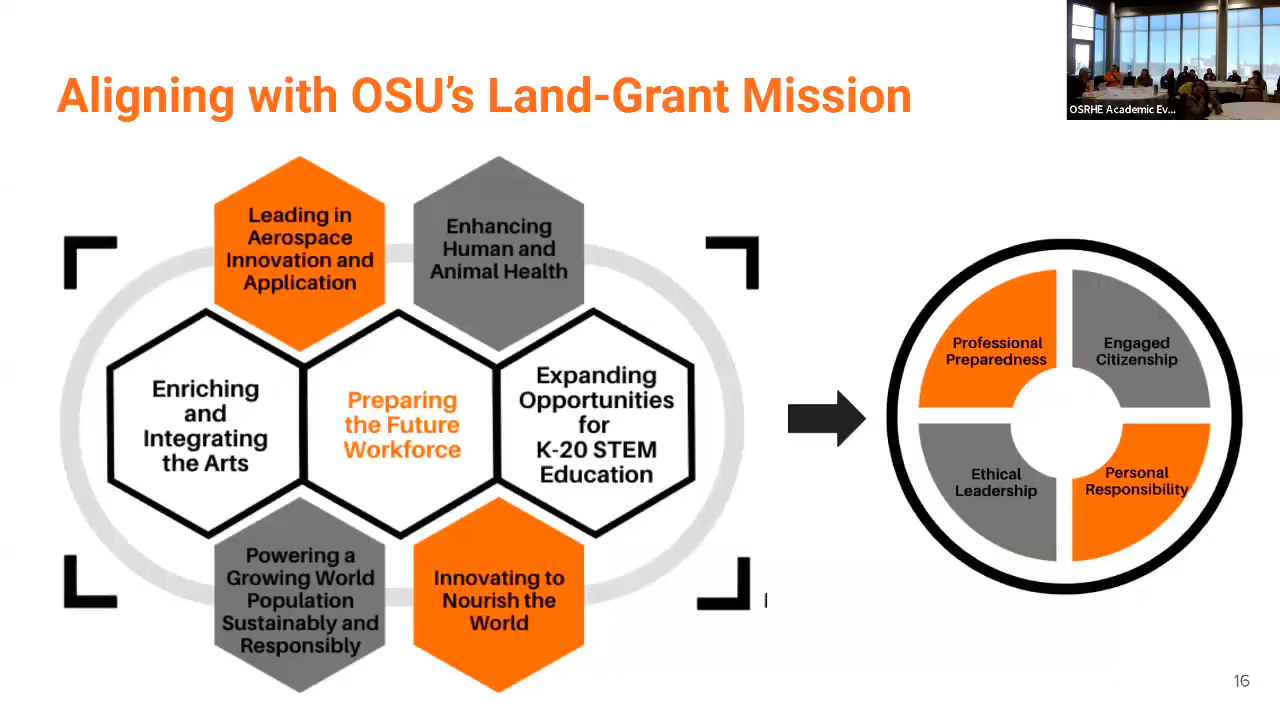 Aligning with OSU's Land-Grant Mission
OSRHE Academic Ev...
Leading in
Aerospace
Innovation and
Application
Enhancing
Human and
Animal Health
Enriching
and
Integrating
the Arts
Preparing
the Future
Workforce
Expanding
Opportunities
for
K-20 STEM
Education
Powering a
Growing World
Population
Sustainably and
Responsibly
Innovating to
Nourish the
World
Professional
Preparedness
Engaged
Citizenship
Ethical
Leadership
Personal
Responsibility
16